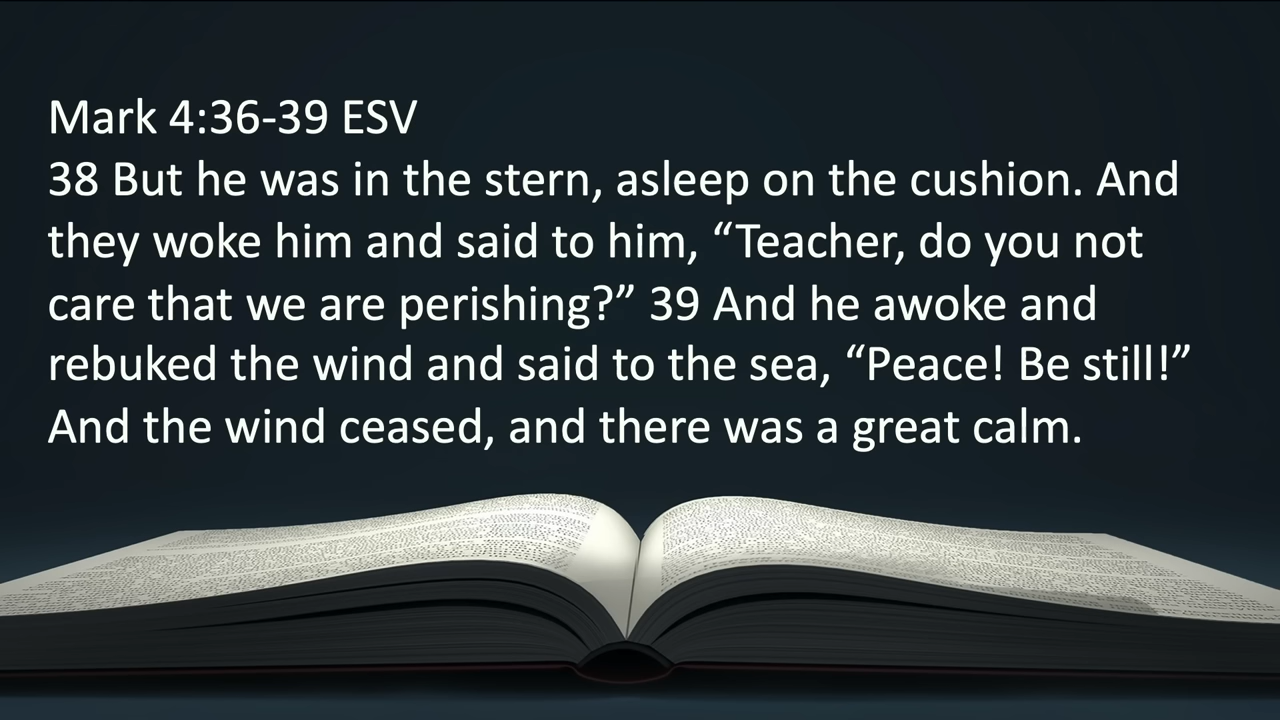 Mark 4:36-39 ESV
38 But he was in the stern, asleep on the cushion. And
they woke him and said to him, “Teacher, do you not
care that we are perishing?” 39 And he awoke and
rebuked the wind and said to the sea, “Peace! Be still!”
And the wind ceased, and there was a great calm.